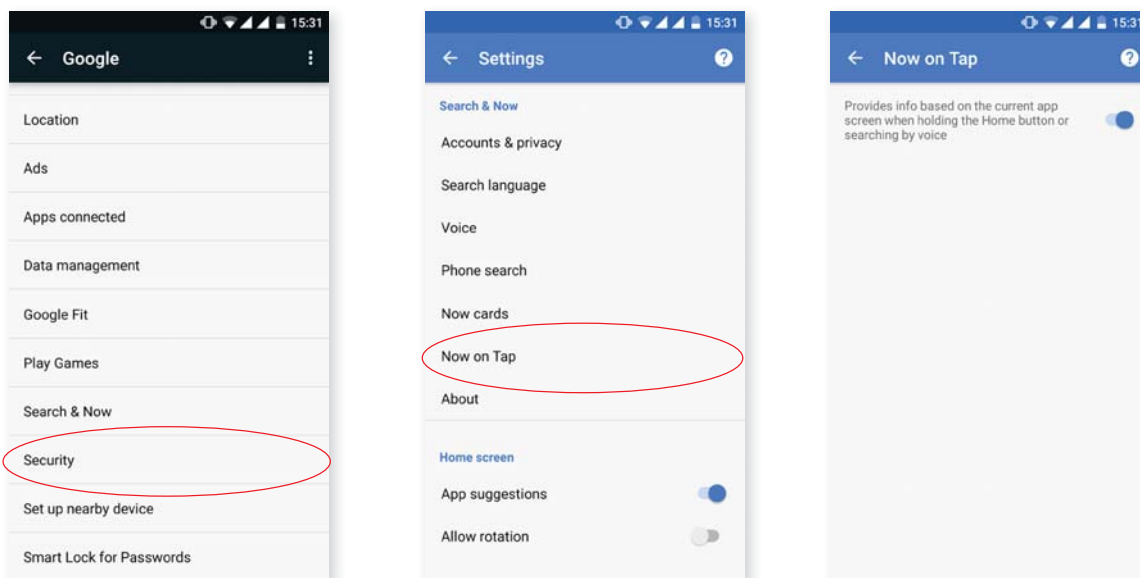 15:31
Google
Location
Ads
Apps connected
Data management
Google Fit
Play Games
Search & Now
Security
Set up nearby device
Smart Lock for Passwords
15:31
Settings
?
Search & Now
Accounts & privacy
Search language
Voice
Phone search
Now cards
Now on Tap
About
Home screen
App suggestions
Allow rotation
15:31
Now on Tap
?
Provides info based on the current app
screen when holding the Home button or
searching by voice